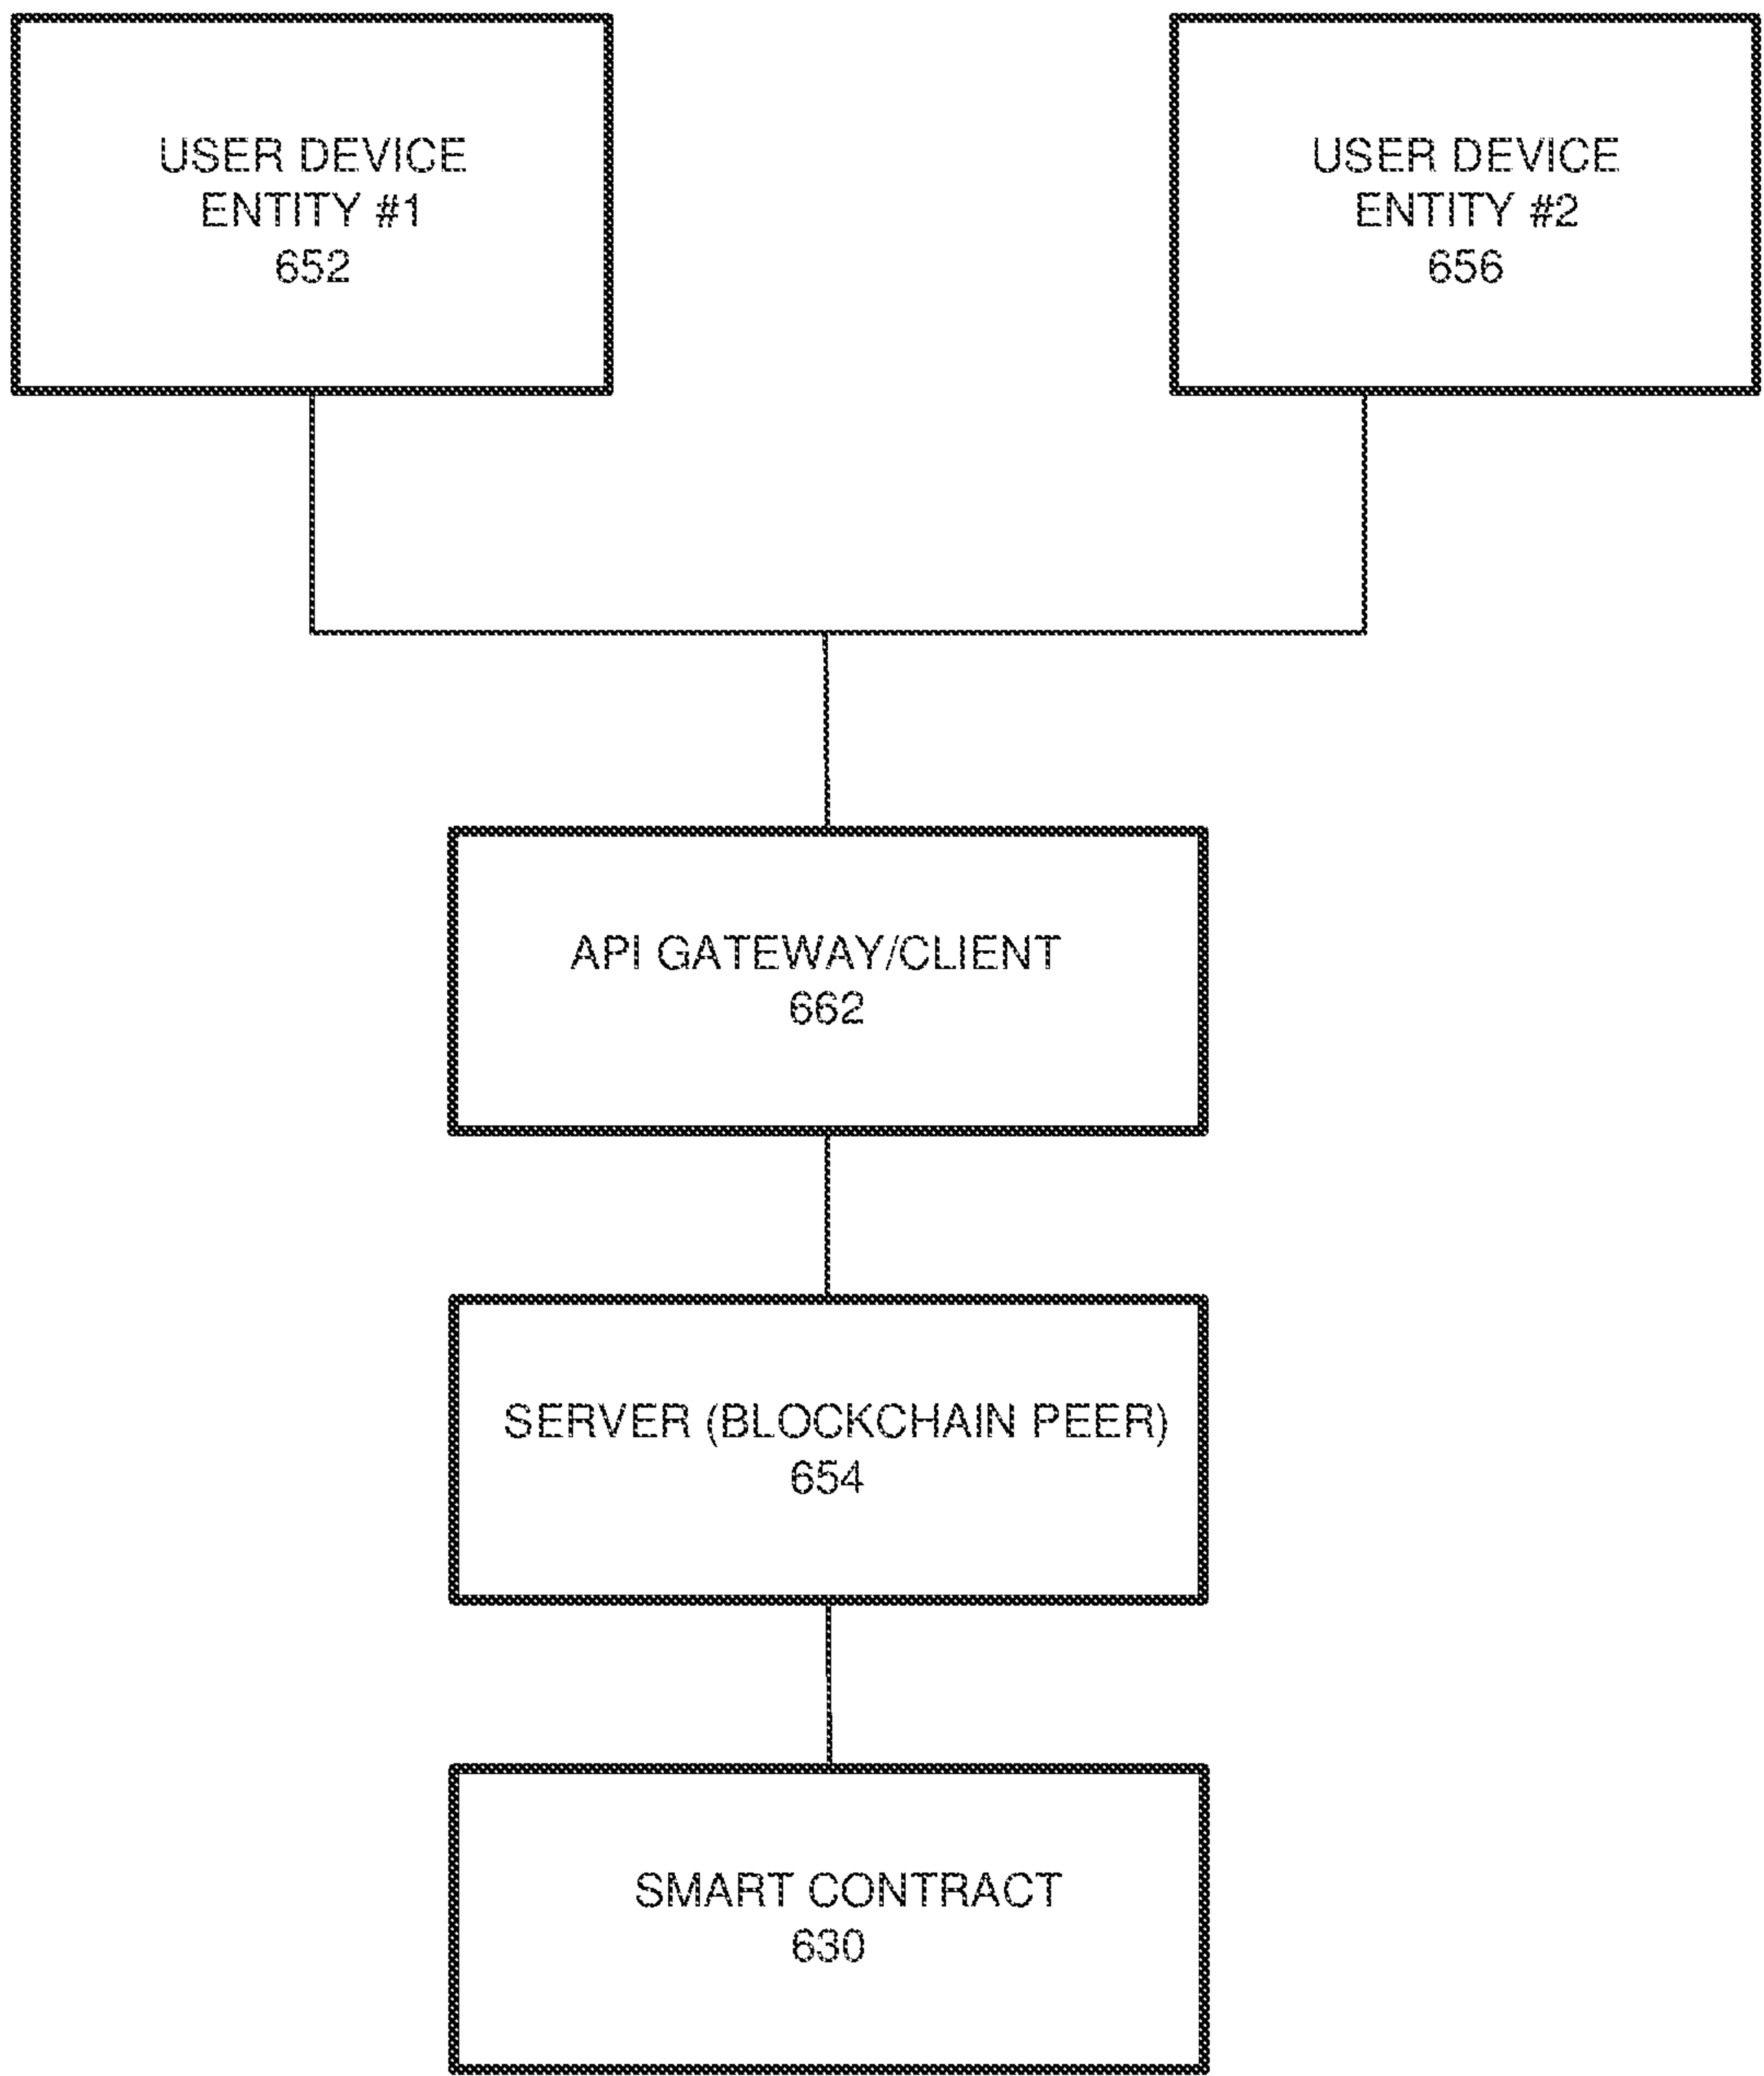 USER DEVICE
ENTITY #1
652
USER DEVICE
ENTITY #2
656
API GATEWAY/CLIENT
662
SERVER (BLOCKCHAIN PEER)
654
SMART CONTRACT
630